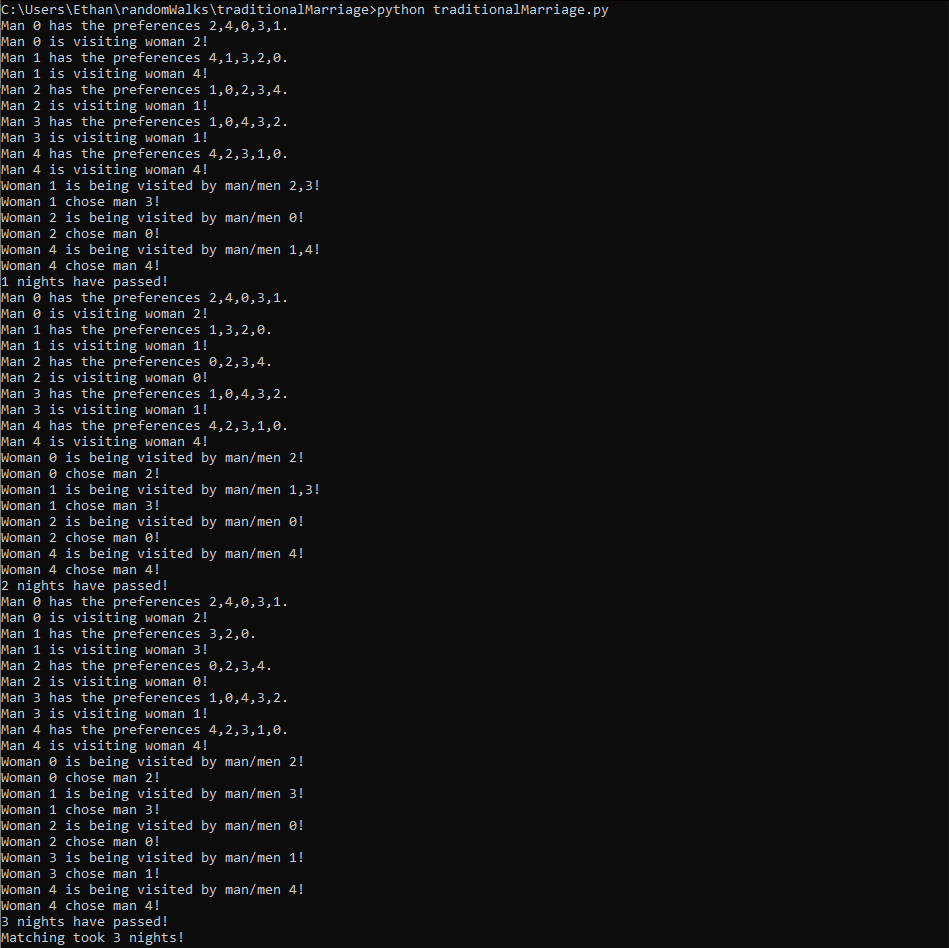 C:\Users\Ethan\randomWalks\traditionalMarriage>python traditionalMarriage.py
Man 0 has the preferences 2,4,0,3,1.
Man 0 is visiting woman 2!
Man 1 has the preferences 4,1,3,2,0.
Man 1 is visiting woman 4!
Man 2 has the preferences 1,0,2,3,4.
Man 2 is visiting woman 1!
Man 3 has the preferences 1,0,4,3,2.
Man 3 is visiting woman 1!
Man 4 has the preferences 4,2,3,1,0.
Man 4 is visiting woman 4!
Woman 1 is being visited by man/men 2,3!
Woman 1 chose man 3!
Woman 2 is being visited by man/men 0!
Woman 2 chose man 0!
Woman 4 is being visited by man/men 1,4!
Woman 4 chose man 4!
1 nights have passed!
Man 0 has the preferences 2,4,0,3,1.
Man 0 is visiting woman 2!
Man 1 has the preferences 1,3,2,0.
Man 1 is visiting woman 1!
Man 2 has the preferences 0,2,3,4.
Man 2 is visiting woman 0!
Man 3 has the preferences 1,0,4,3,2.
Man 3 is visiting woman 1!
Man 4 has the preferences 4,2,3,1,0.
Man 4 is visiting woman 4!
Woman 0 is being visited by man/men 2!
Woman 0 chose man 2!
Woman 1 is being visited by man/men 1,3!
Woman 1 chose man 3!
Woman 2 is being visited by man/men 0!
Woman 2 chose man 0!
Woman 4 is being visited by man/men 4!
Woman 4 chose man 4!
2 nights have passed!
Man 0 has the preferences 2,4,0,3,1.
Man 0 is visiting woman 2!
Man 1 has the preferences 3,2,0.
Man 1 is visiting woman 3!
Man 2 has the preferences 0,2,3,4.
Man 2 is visiting woman 0!
Man 3 has the preferences 1,0,4,3,2.
Man 3 is visiting woman 1!
Man 4 has the preferences 4,2,3,1,0.
Man 4 is visiting woman 4!
Woman 0 is being visited by man/men 2!
Woman 0 chose man 2!
Woman 1 is being visited by man/men 3!
Woman 1 chose man 3!
Woman 2 is being visited by man/men 0!
Woman 2 chose man 0!
Woman 3 is being visited by man/men 1!
Woman 3 chose man 1!
Woman 4 is being visited by man/men 4!
Woman 4 chose man 4!
3 nights have passed!
Matching took 3 nights!